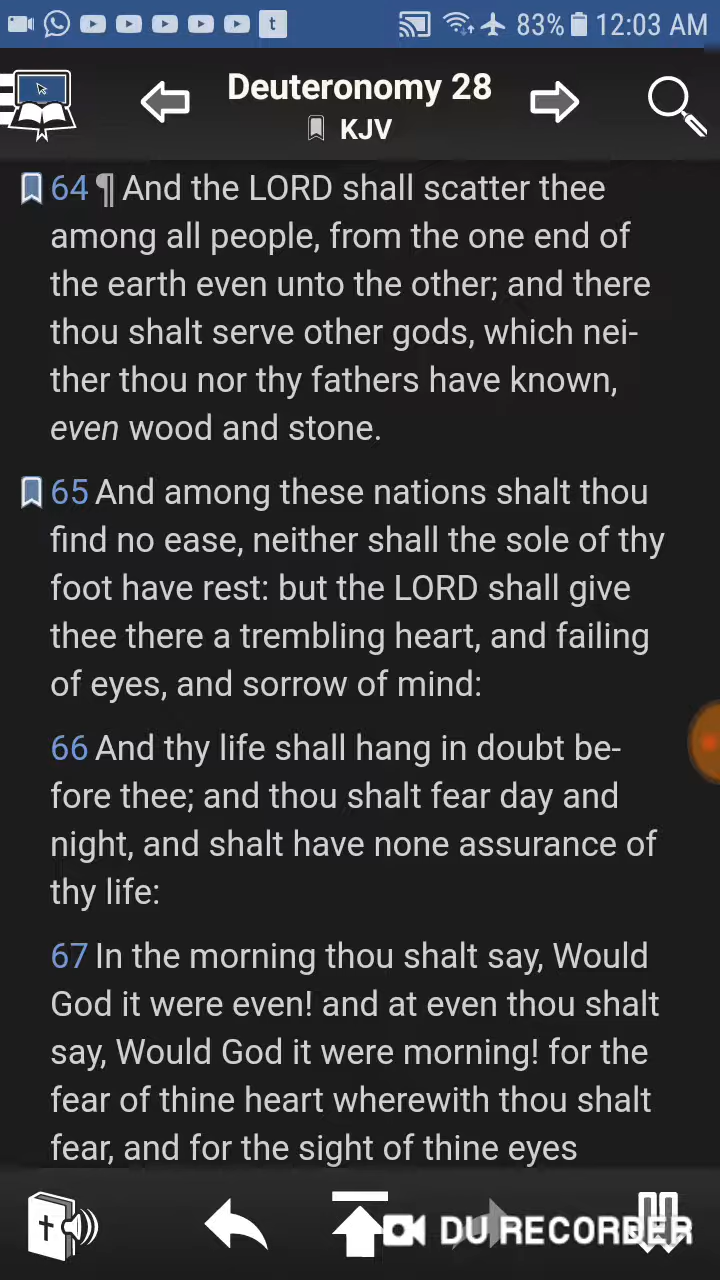 t 83% 12:03 AM
Deuteronomy 28
KJV
64 ¶ And the LORD shall scatter thee
among all people, from the one end of
the earth even unto the other; and there
thou shalt serve other gods, which nei-
ther thou nor thy fathers have known,
even wood and stone.
65 And among these nations shalt thou
find no ease, neither shall the sole of thy
foot have rest: but the LORD shall give
thee there a trembling heart, and failing
of eyes, and sorrow of mind:
66 And thy life shall hang in doubt be-
fore thee; and thou shalt fear day and
night, and shalt have none assurance of
thy life:
67 In the morning thou shalt say, Would
God it were even! and at even thou shalt
say, Would God it were morning! for the
fear of thine heart wherewith thou shalt
fear, and for the sight of thine eyes
DU RECORDER